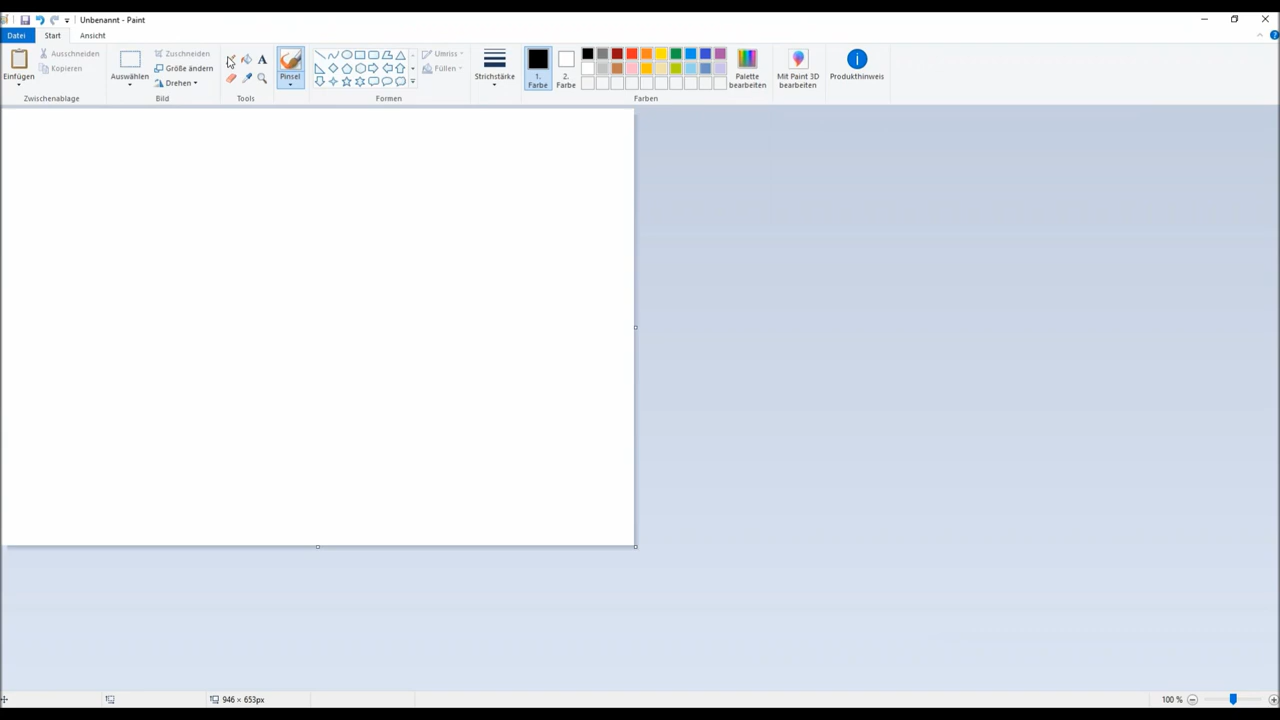 Unbenannt - Paint
Datei Start Ansicht
Einfügen
Ausschneiden
Kopieren
Zwischenablage
Auswählen
Zuschneiden
Größe ändern
Drehen
Bild
A
Tools
Pinsel
Umriss
Füllen
Formen
Strichstärke
1.
Farbe
2.
Farbe
Palette
bearbeiten
Farben
Mit Paint 3D
bearbeiten
Produkthinweis
946 × 653px
100 %